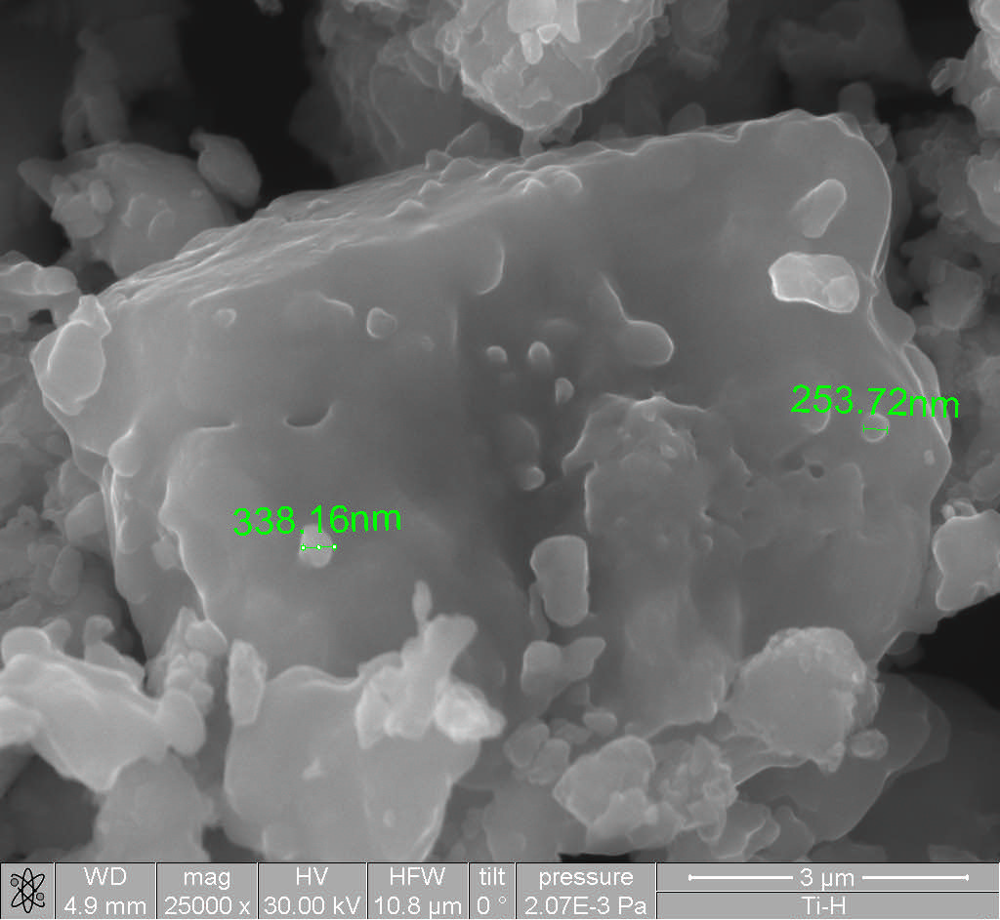 253.72nm
338.16nm
WD mag HV HFW tilt pressure 3 µm
4.9 mm 25000 x 30.00 kV 10.8 µm 0 ° 2.07E-3 Pa Ti-H